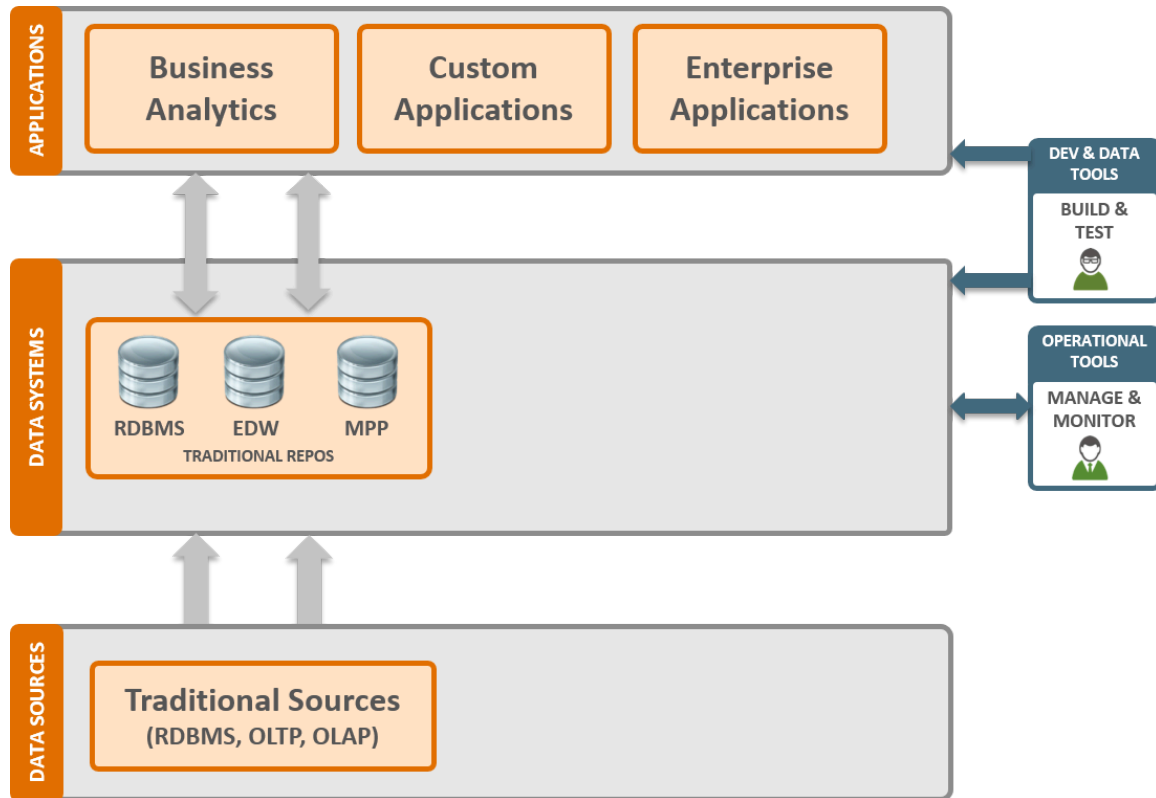 APPLICATIONS
Business
Analytics
Custom
Applications
Enterprise
Applications
DEV & DATA
TOOLS
BUILD &
TEST
DATA SYSTEMS
RDBMS
EDW
MPP
TRADITIONAL REPOS
OPERATIONAL
TOOLS
MANAGE &
MONITOR
DATA SOURCES
Traditional Sources
(RDBMS, OLTP, OLAP)